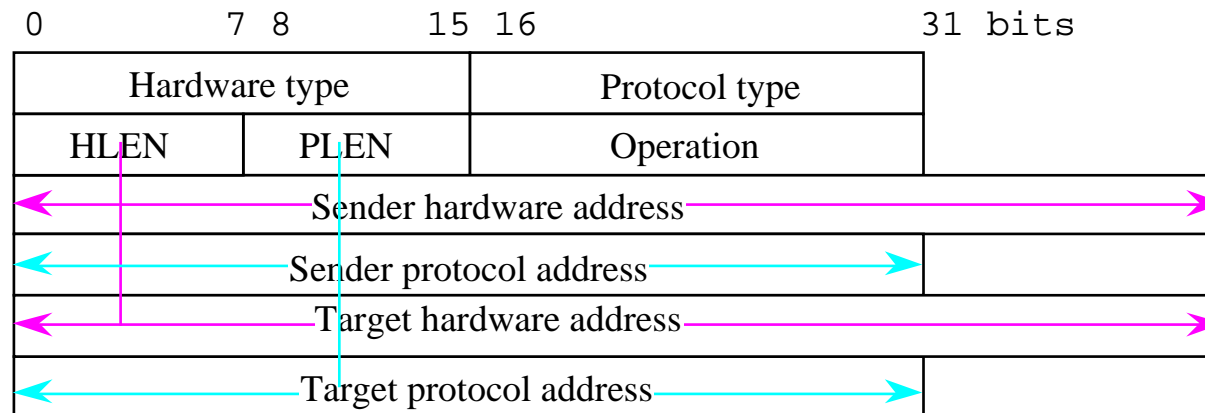 0 7 8 15 16 31 bits
Hardware type Protocol type
HLEN PLEN Operation
Sender hardware address
Sender protocol address
Target hardware address
Target protocol address